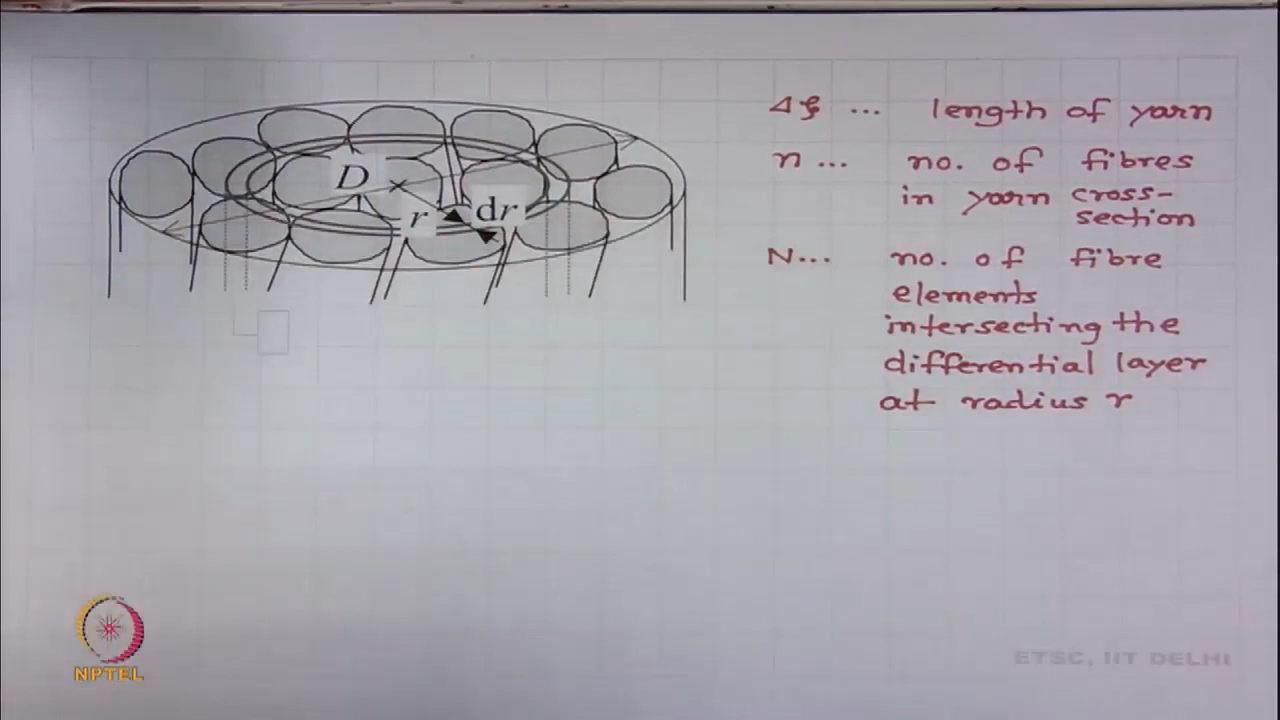 D
r
dr
Δξ ... length of yarn
n... no. of fibres
in yarn cross-
section
N... no. of fibre
elements
intersecting the
differential layer
at radius r
NPTEL
ETSC, IIT DELHI